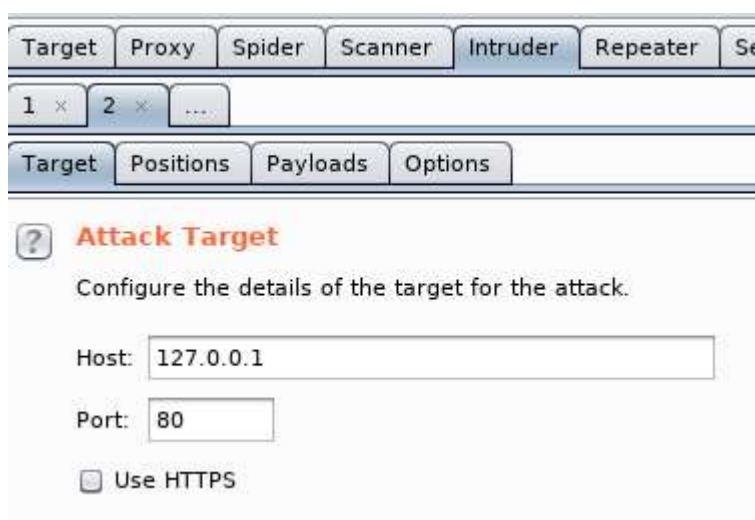 Target Proxy Spider Scanner Intruder Repeater
1 × 2 × ...
Target Positions Payloads Options
? Attack Target
Configure the details of the target for the attack.
Host: 127.0.0.1
Port: 80
Use HTTPS